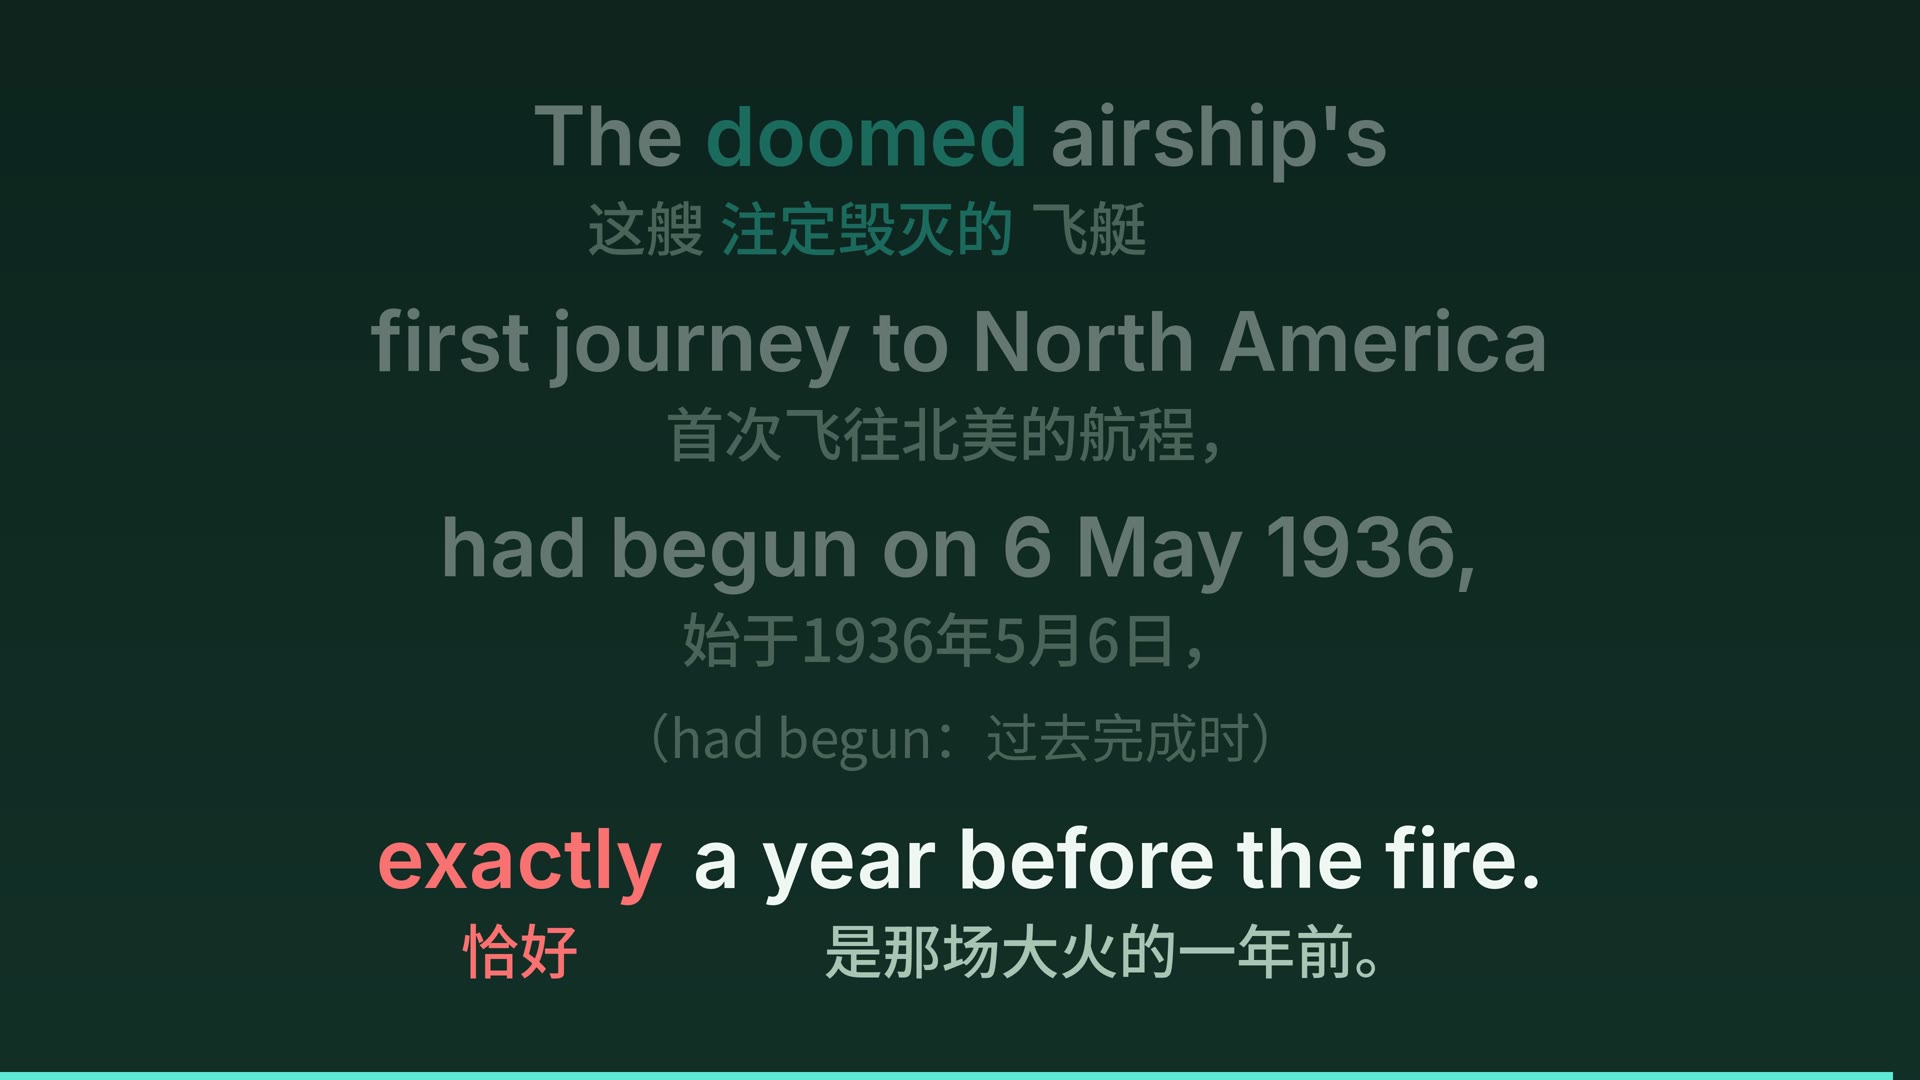 The doomed airship's
这艘 注定毁灭的 飞艇
first journey to North America
首次飞往北美的航程，
had begun on 6 May 1936,
始于1936年5月6日，
（had begun：过去完成时）
exactly a year before the fire.
恰好 是那场大火的一年前。